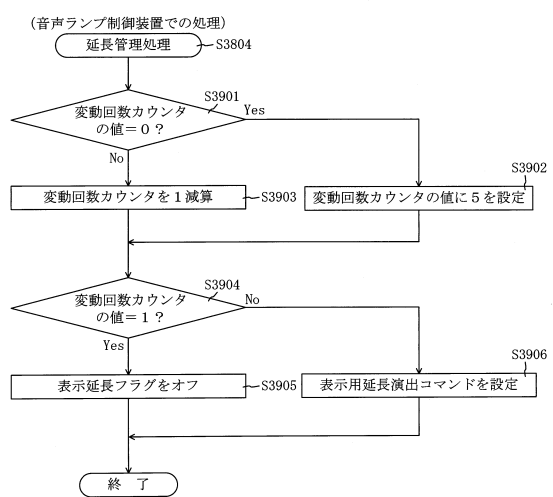 (音声ランプ制御装置での処理)
延長管理処理
S3804
S3901
変動回数カウンタ
の値=0?
Yes
No
S3902
変動回数カウンタを1減算
S3903
変動回数カウンタの値に5を設定
S3904
変動回数カウンタ
の値=1?
No
Yes
S3906
表示延長フラグをオフ
S3905
表示用延長演出コマンドを設定
終 了